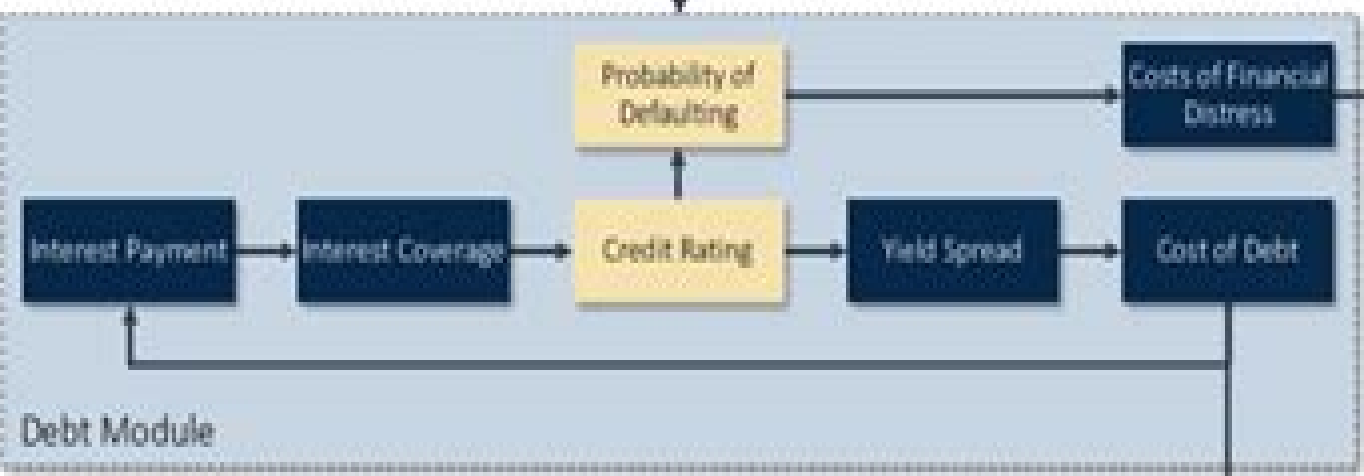 Probability of
Defaulting
Costs of Financial
Distress
Interest Payment
Interest Coverage
Credit Rating
Yield Spread
Cost of Debt
Debt Module